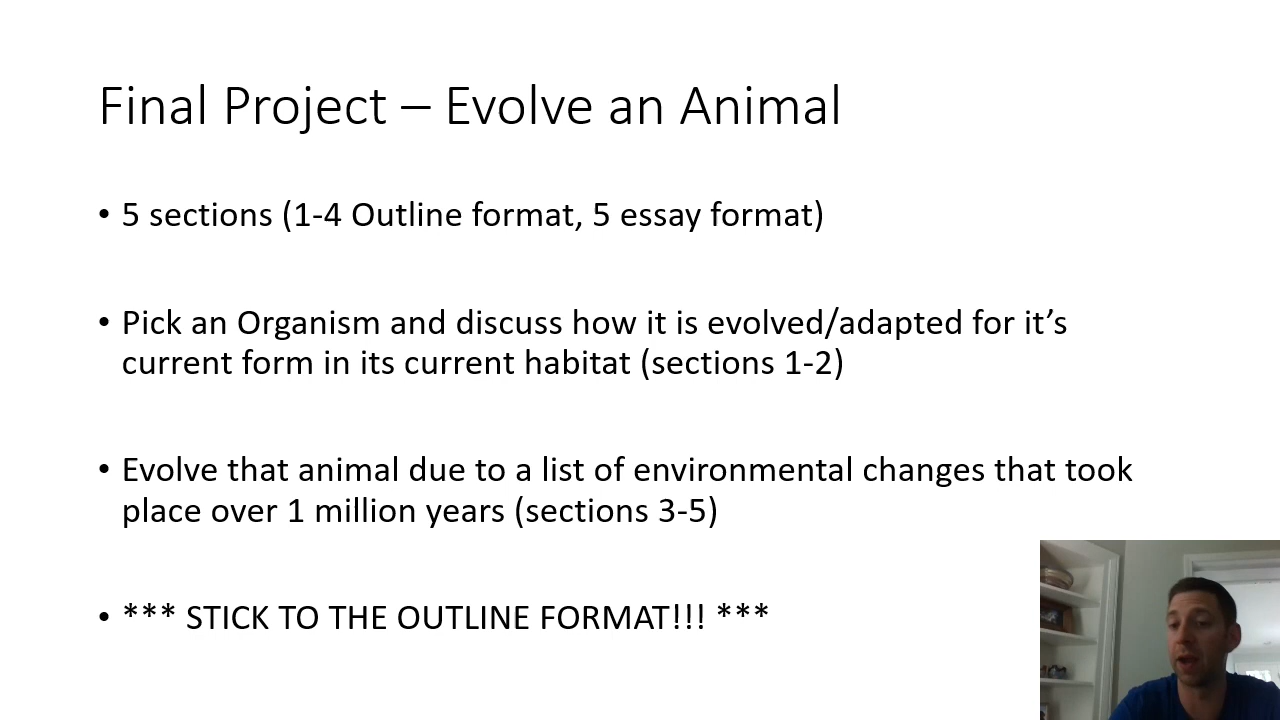 Final Project – Evolve an Animal
• 5 sections (1-4 Outline format, 5 essay format)
• Pick an Organism and discuss how it is evolved/adapted for it’s
current form in its current habitat (sections 1-2)
• Evolve that animal due to a list of environmental changes that took
place over 1 million years (sections 3-5)
• *** STICK TO THE OUTLINE FORMAT!!! ***